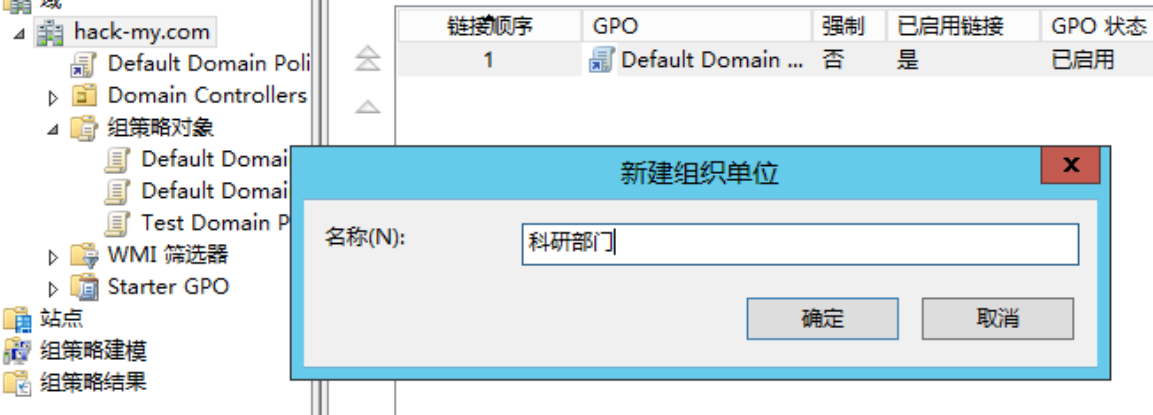 域
hack-my.com
Default Domain Poli
Domain Controllers
组策略对象
Default Domai
Default Domai
Test Domain P
WMI 筛选器
Starter GPO
站点
组策略建模
组策略结果
链接顺序 GPO 强制 已启用链接 GPO 状态
1 Default Domain ... 否 是 已启用
新建组织单位
x
名称(N):
科研部门
确定 取消